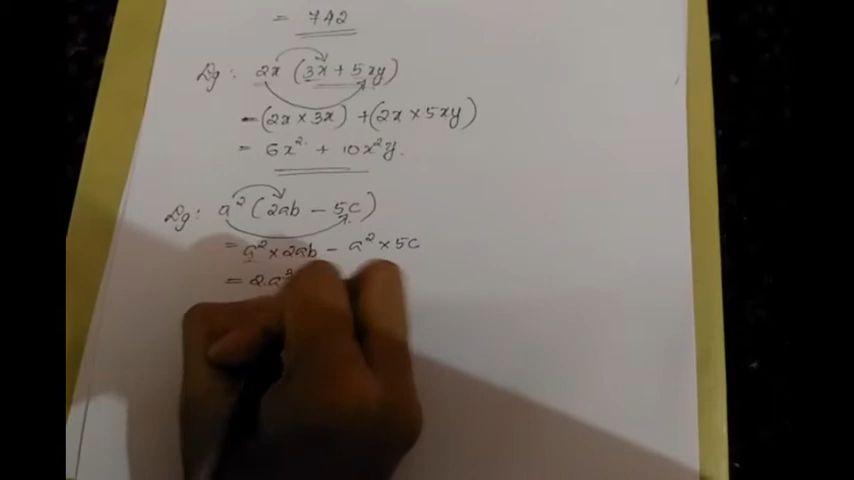 = 742
Eg: 2x (3x + 5xy)
= (2x × 3x) + (2x × 5xy)
= 6x² + 10x²y.
Eg: a² (2ab - 5c)
= a² × 2ab - a² × 5c
= 2a³